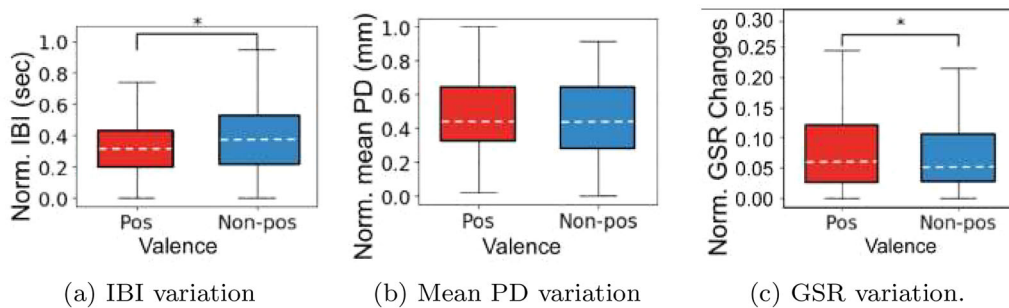 *
Norm. IBI (sec)
1.0
0.8
0.6
0.4
0.2
0.0
Pos
Non-pos
Valence
(a) IBI variation
Norm. mean PD (mm)
1.0
0.8
0.6
0.4
0.2
0.0
Pos
Non-pos
Valence
(b) Mean PD variation
*
Norm. GSR Changes
0.30
0.25
0.20
0.15
0.10
0.05
0.00
Pos
Non-pos
Valence
(c) GSR variation.